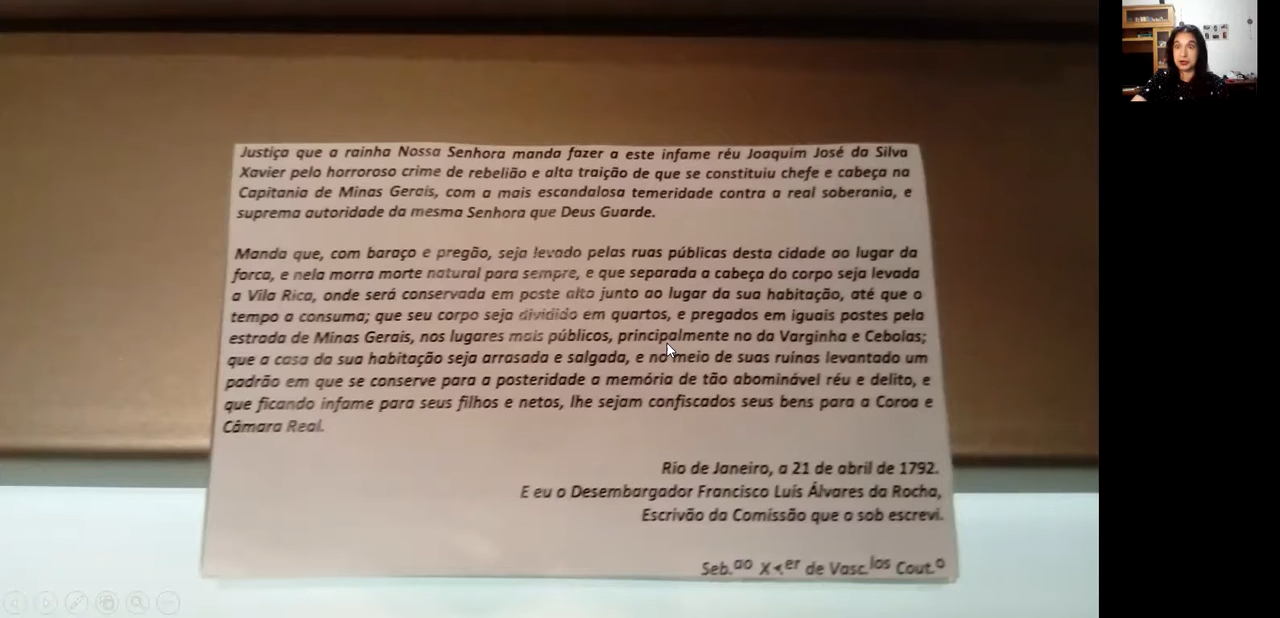 Justiça que a rainha Nossa Senhora manda fazer a este infame réu Joaquim José da Silva
Xavier pelo horroroso crime de rebelião e alta traição de que se constituiu chefe e cabeça na
Capitania de Minas Gerais, com a mais escandalosa temeridade contra a real soberania, e
suprema autoridade da mesma Senhora que Deus Guarde.
Manda que, com baraço e pregão, seja levado pelas ruas públicas desta cidade ao lugar da
forca, e nela morra morte natural para sempre, e que separada a cabeça do corpo seja levada
a Vila Rica, onde será conservada em poste alto junto ao lugar da sua habitação, até que o
tempo a consuma; que seu corpo seja dividido em quartos, e pregados em iguais postes pela
estrada de Minas Gerais, nos lugares mais públicos, principalmente no da Varginha e Cebolas;
que a casa da sua habitação seja arrasada e salgada, e no meio de suas ruínas levantado um
padrão em que se conserve para a posteridade a memória de tão abominável réu e delito, e
que ficando infame para seus filhos e netos, lhe sejam confiscados seus bens para a Coroa e
Câmara Real.
Rio de Janeiro, a 21 de abril de 1792.
E eu o Desembargador Francisco Luis Álvares da Rocha,
Escrivão da Comissão que o sob escrevi.
Seb.ao X<er de Vasc.los Cout.o